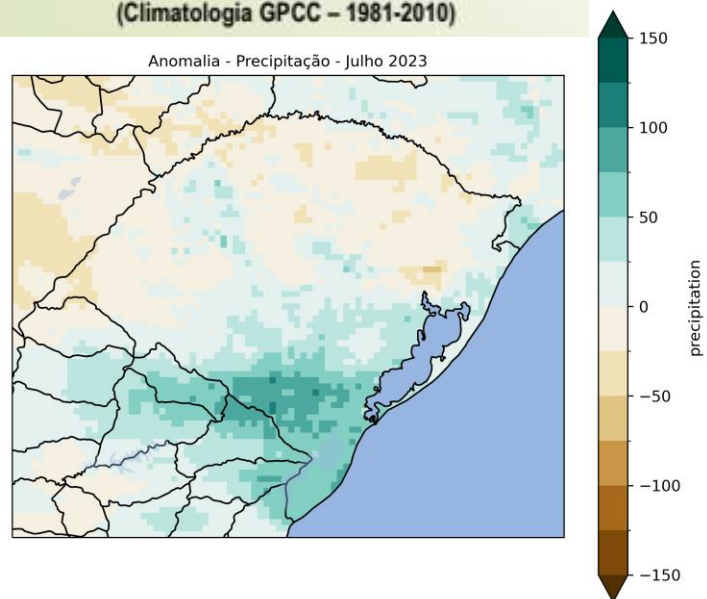 (Climatologia GPCC – 1981-2010)
Anomalia - Precipitação - Julho 2023
150
100
50
0
−50
−100
−150
precipitation